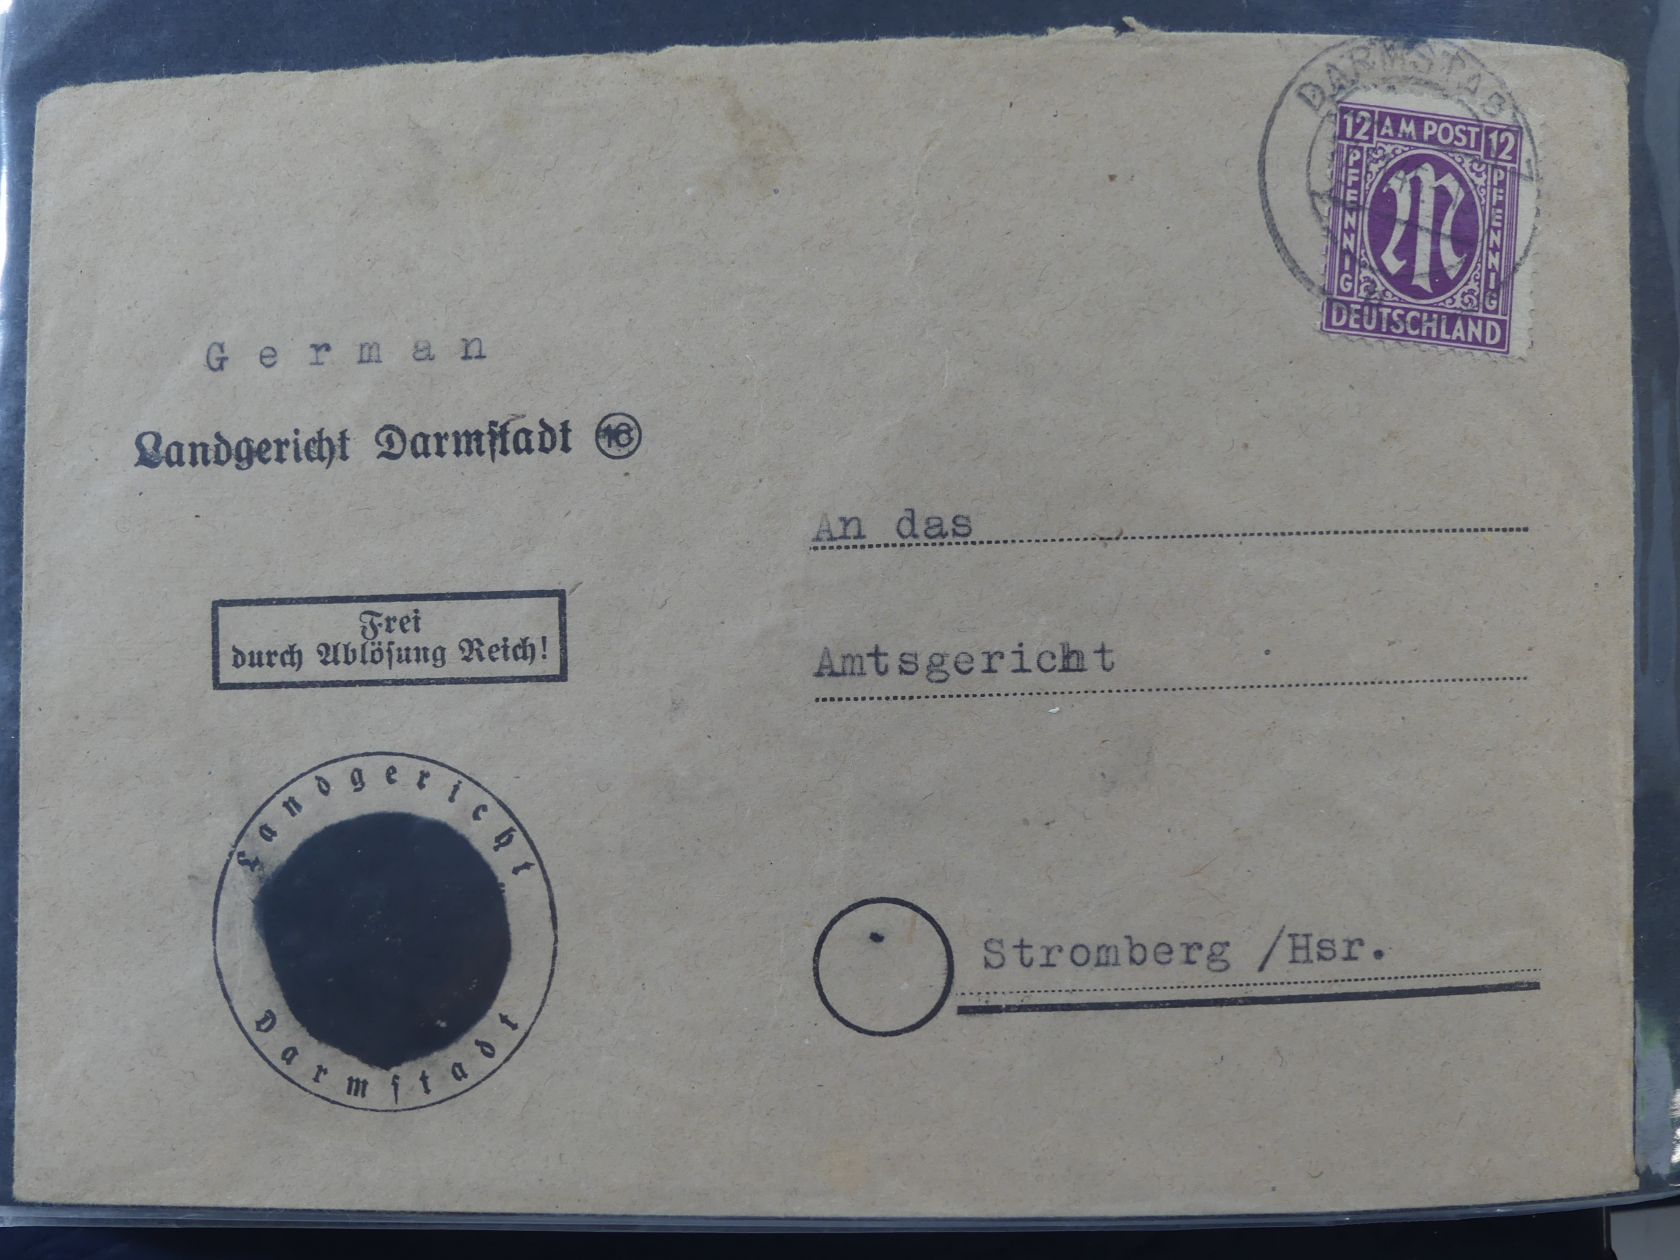 DARMSTADT
12 AM POST 12
PFENNIG
PFENNIG
DEUTSCHLAND
German
Landgericht Darmstadt 16
An das
Frei
durch Ablösung Reich!
Amtsgericht
Landgericht
Darmstadt
Stromberg /Hsr.